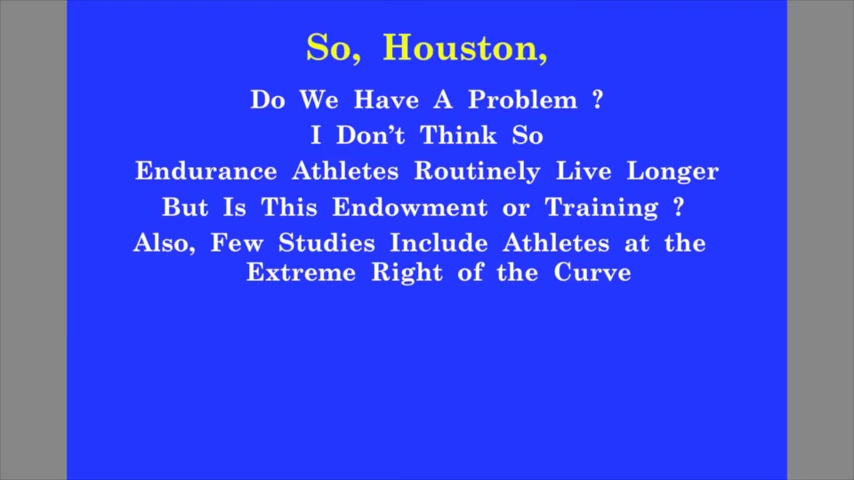 So, Houston,
Do We Have A Problem ?
I Don't Think So
Endurance Athletes Routinely Live Longer
But Is This Endowment or Training ?
Also, Few Studies Include Athletes at the
Extreme Right of the Curve